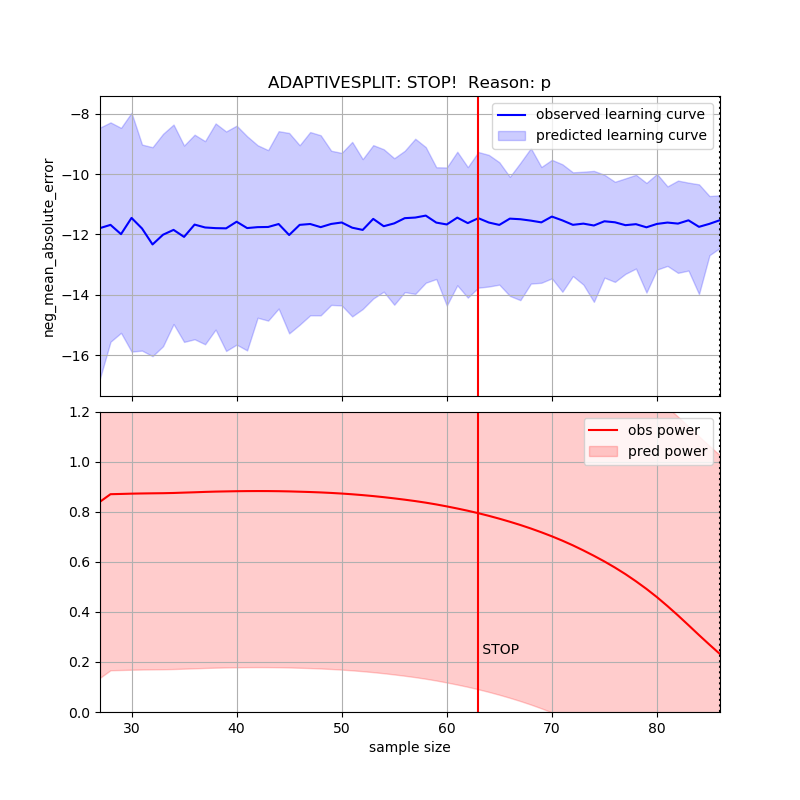 ADAPTIVESPLIT: STOP!  Reason: p
observed learning curve
predicted learning curve
−8
−10
−12
−14
−16
neg_mean_absolute_error
obs power
pred power
1.2
1.0
0.8
0.6
0.4
0.2
0.0
STOP
30 40 50 60 70 80
sample size